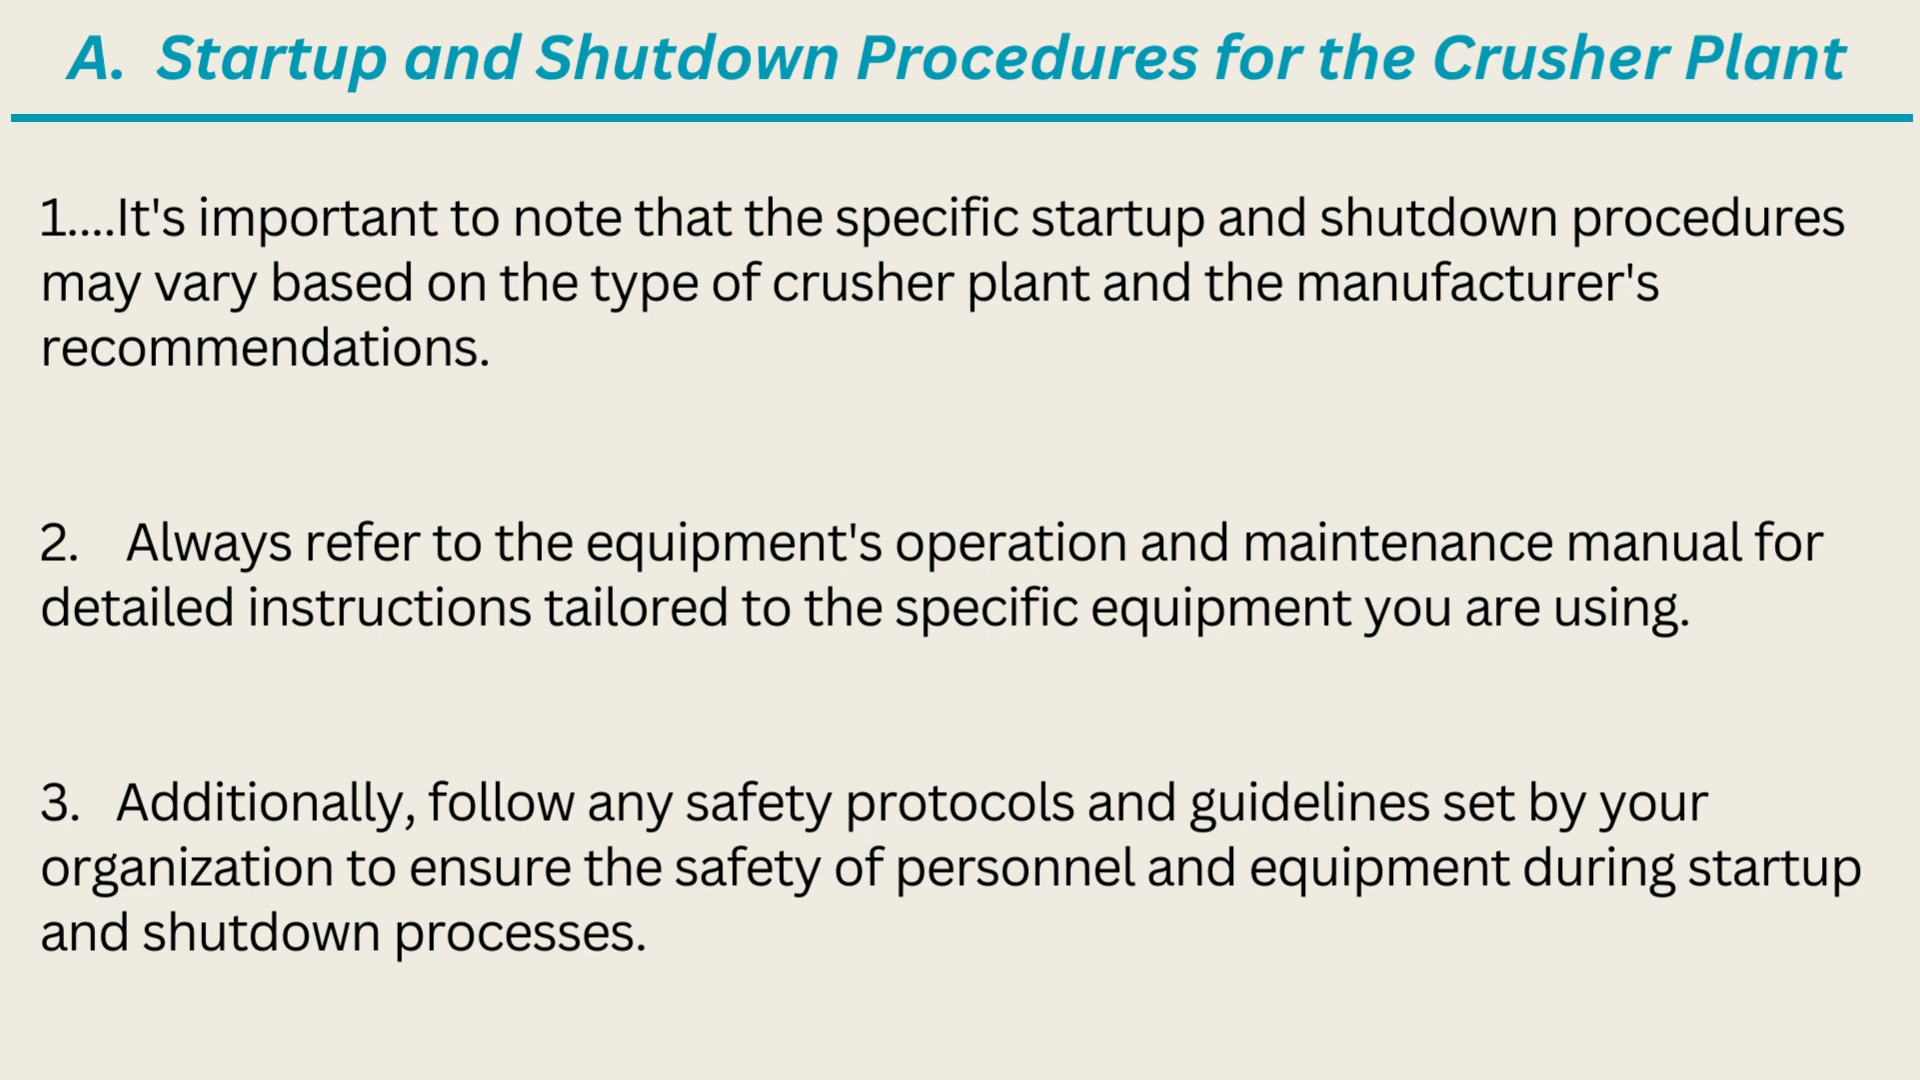 A. Startup and Shutdown Procedures for the Crusher Plant
1....It's important to note that the specific startup and shutdown procedures
may vary based on the type of crusher plant and the manufacturer's
recommendations.
2. Always refer to the equipment's operation and maintenance manual for
detailed instructions tailored to the specific equipment you are using.
3. Additionally, follow any safety protocols and guidelines set by your
organization to ensure the safety of personnel and equipment during startup
and shutdown processes.